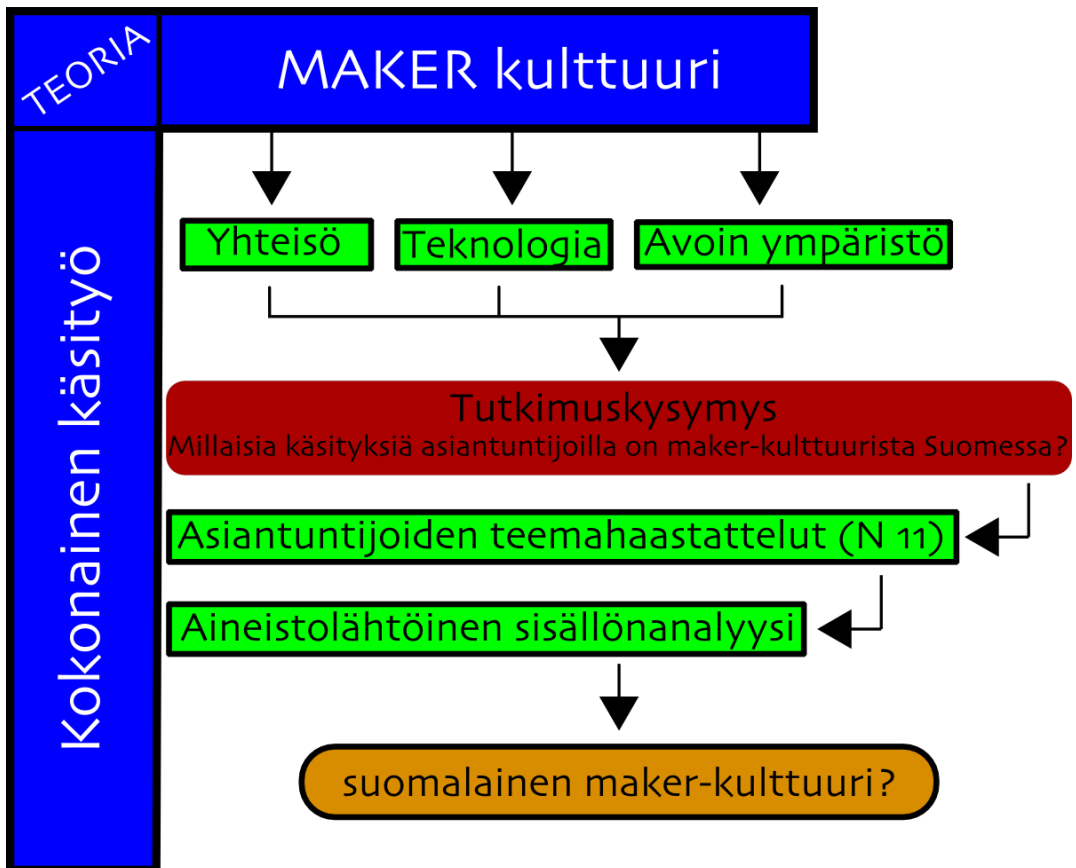 TEORIA
MAKER kulttuuri
Kokonainen käsityö
Yhteisö
Teknologia
Avoin ympäristö
Tutkimuskysymys
Millaisia käsityksiä asiantuntijoilla on maker-kulttuurista Suomessa?
Asiantuntijoiden teemahaastattelut (N 11)
Aineistolähtöinen sisällönanalyysi
suomalainen maker-kulttuuri?